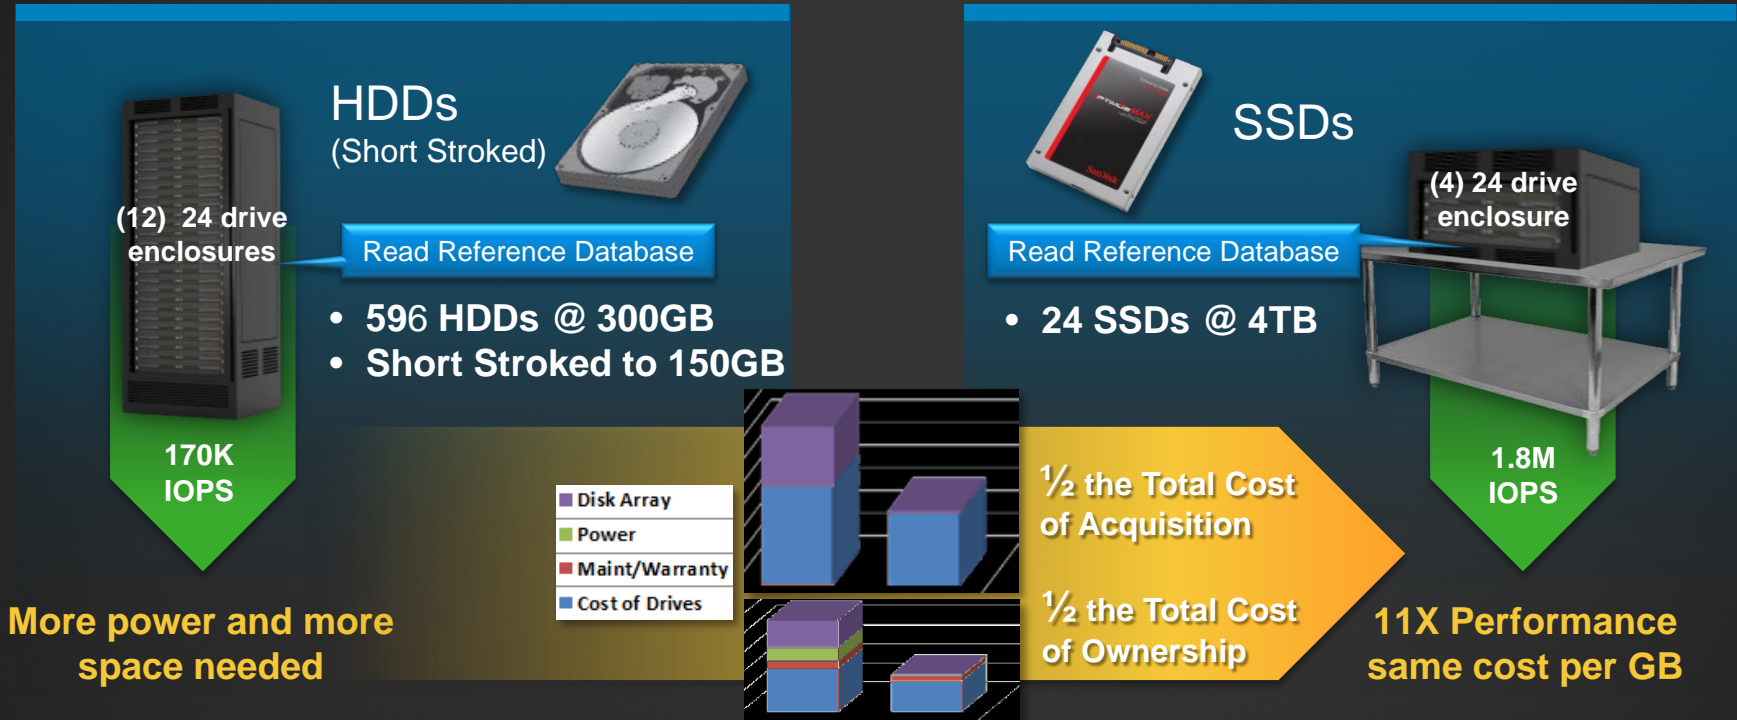 HDDs
(Short Stroked)
(12) 24 drive
enclosures
Read Reference Database
• 596 HDDs @ 300GB
• Short Stroked to 150GB
170K
IOPS
More power and more
space needed
Disk Array
Power
Maint/Warranty
Cost of Drives
½ the Total Cost
of Acquisition
½ the Total Cost
of Ownership
SSDs
SanDisk
(4) 24 drive
enclosure
Read Reference Database
• 24 SSDs @ 4TB
1.8M
IOPS
11X Performance
same cost per GB